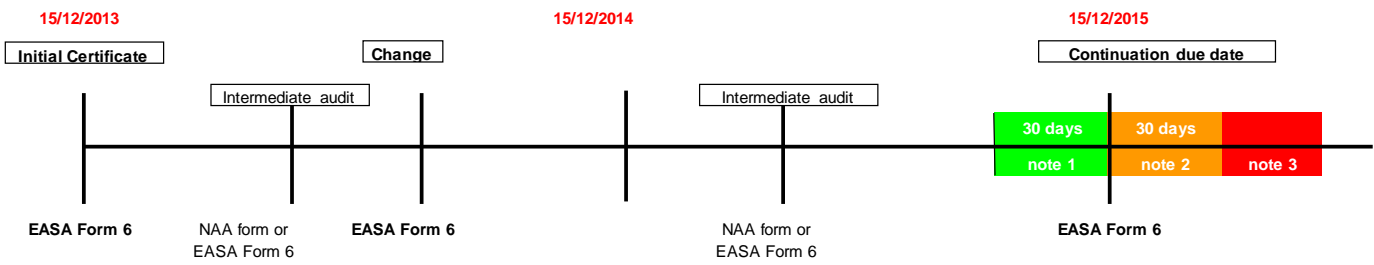 15/12/2013 15/12/2014 15/12/2015
Initial Certificate Change Continuation due date
Intermediate audit Intermediate audit
30 days 30 days
note 1 note 2 note 3
EASA Form 6 NAA form or EASA Form 6 NAA form or EASA Form 6
EASA Form 6 EASA Form 6